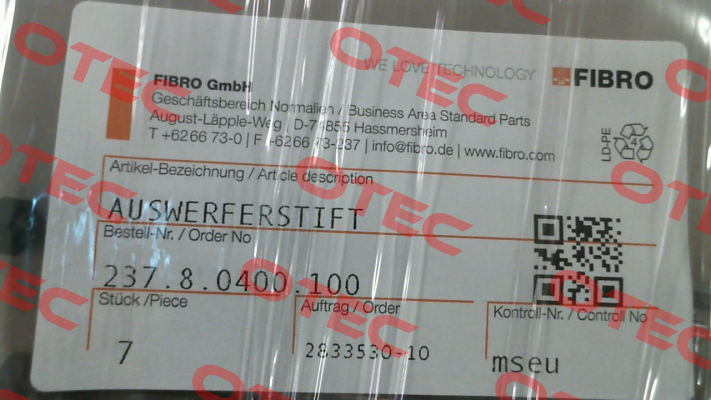 WE LOVE TECHNOLOGY FIBRO
FIBRO GmbH
Geschäftsbereich Normalien / Business Area Standard Parts
August-Läpple-Weg, D-74855 Hassmersheim
T +6266 73-0 | F +6266 73-237 | info@fibro.de | www.fibro.com
LD-PE
4
Artikel-Bezeichnung / Article description
AUSWERFERSTIFT
Bestell-Nr. / Order No
237.8.0400.100
Stück /Piece
7
Auftrag / Order
2833530-10
Kontroll-Nr. / Controll No
mseu
OTEC